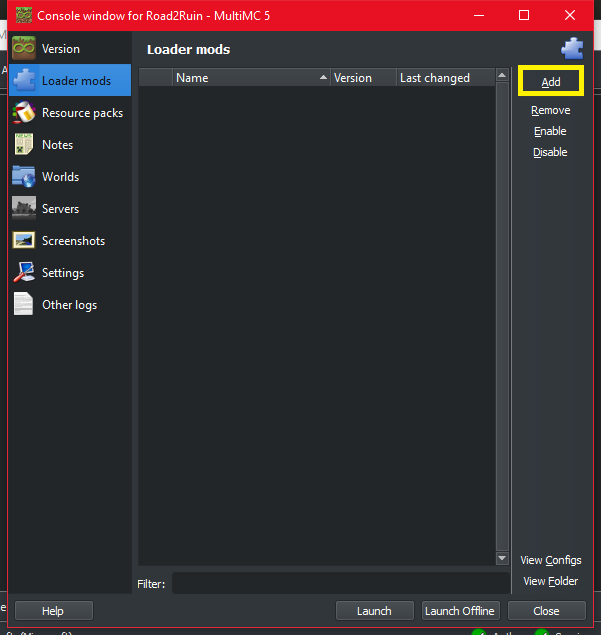 Console window for Road2Ruin - MultiMC 5
Version
Loader mods
Resource packs
Notes
Worlds
Servers
Screenshots
Settings
Other logs
Loader mods
Name Version Last changed
Add
Remove
Enable
Disable
View Configs
View Folder
Filter:
Help Launch Launch Offline Close